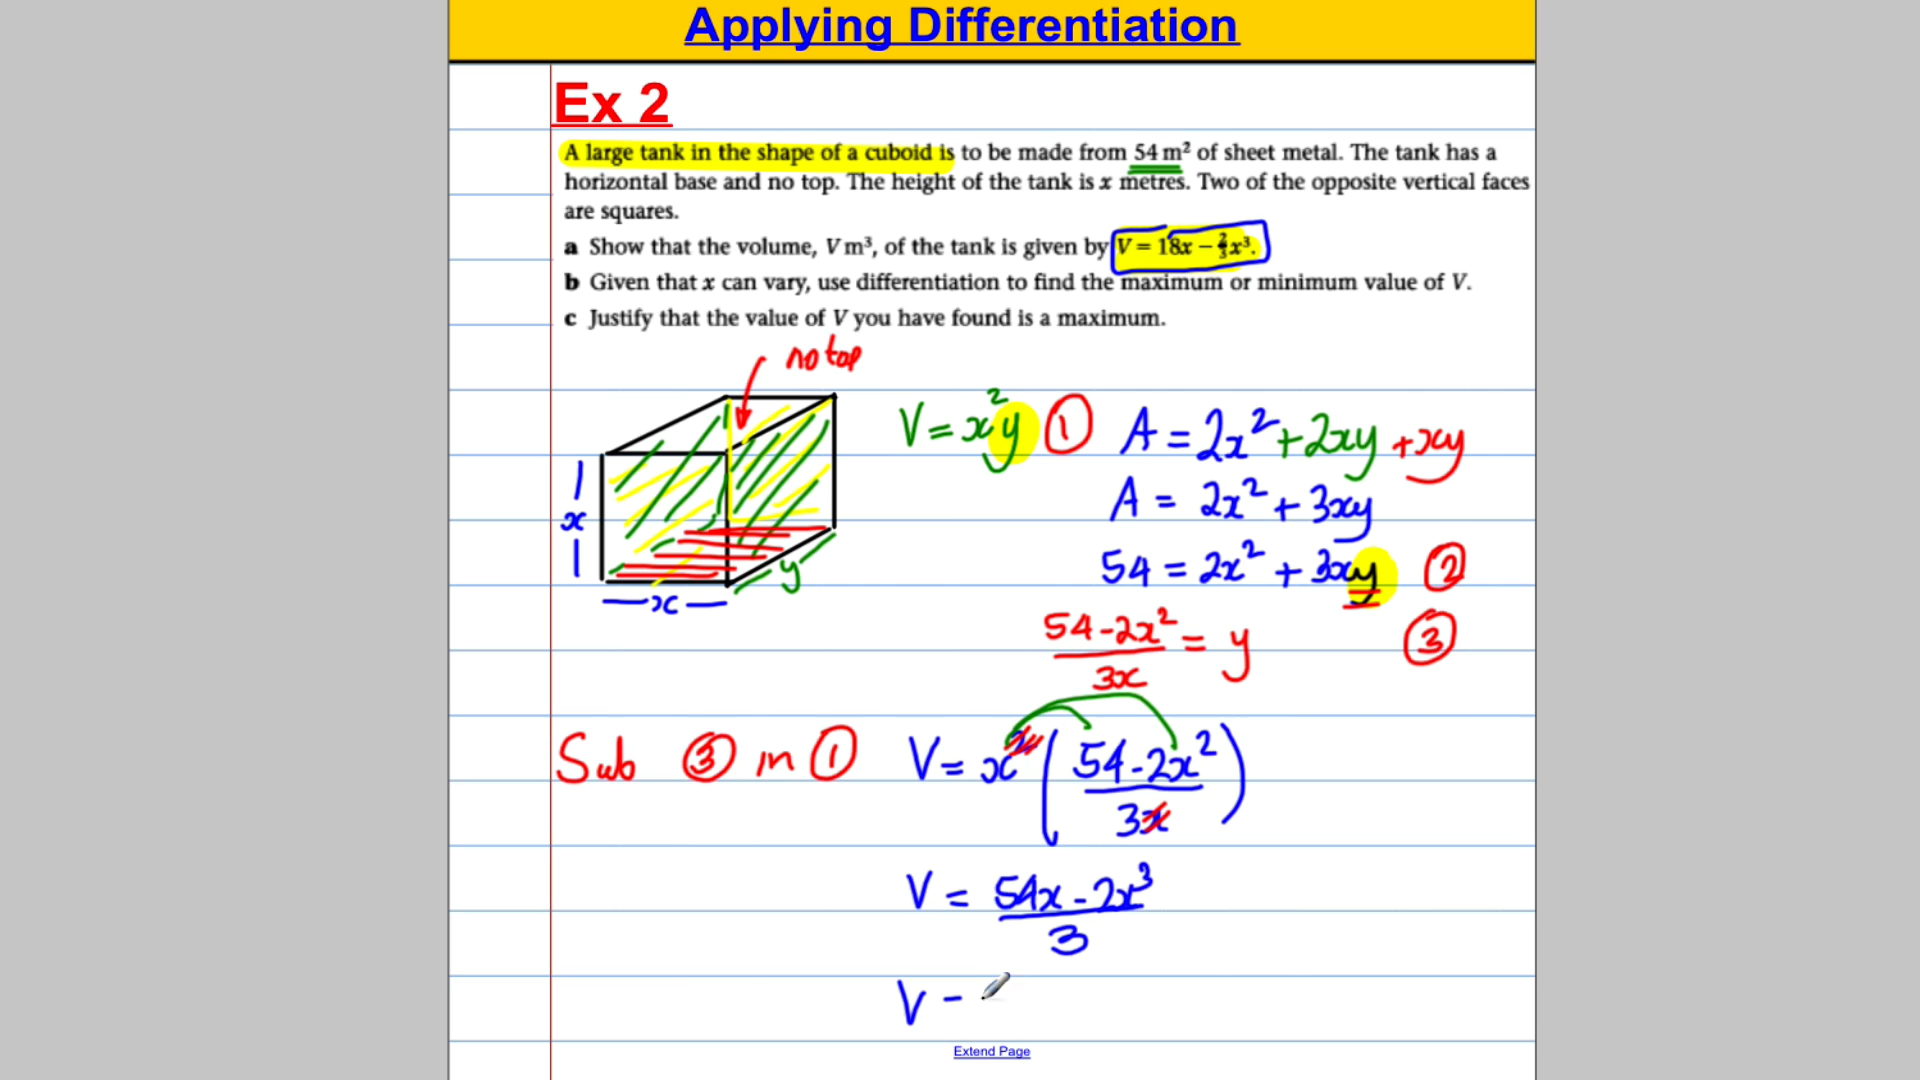 Applying Differentiation
Ex 2
A large tank in the shape of a cuboid is to be made from 54 m² of sheet metal. The tank has a
horizontal base and no top. The height of the tank is x metres. Two of the opposite vertical faces
are squares.
a Show that the volume, V m³, of the tank is given by V = 18x – ⅔x³.
b Given that x can vary, use differentiation to find the maximum or minimum value of V.
c Justify that the value of V you have found is a maximum.
no top
V = x²y ① A = 2x² + 2xy + xy
A = 2x² + 3xy
x
54 = 2x² + 3xy ②
y
x
(54 - 2x²)/3x = y ③
Sub ③ in ① V = x² ((54 - 2x²)/3x)
V = (54x - 2x³)/3
V -
Extend Page